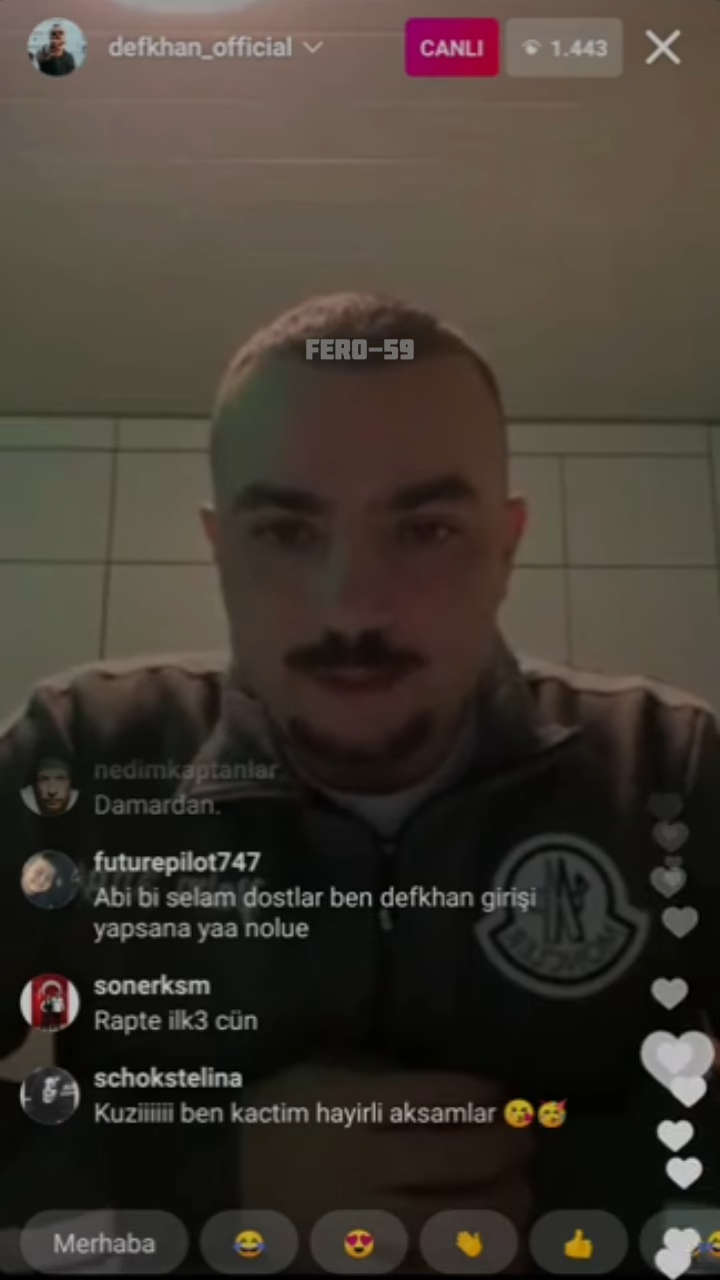 defkhan_official
CANLI
1.443
FERO-59
nedimkaptanlar
Damardan.
futurepilot747
Abi bi selam dostlar ben defkhan girişi
yapsana yaa nolue
sonerksm
Rapte ilk3 cün
schokstelina
Kuziiiiiii ben kactim hayirli aksamlar 😘🥳
Merhaba